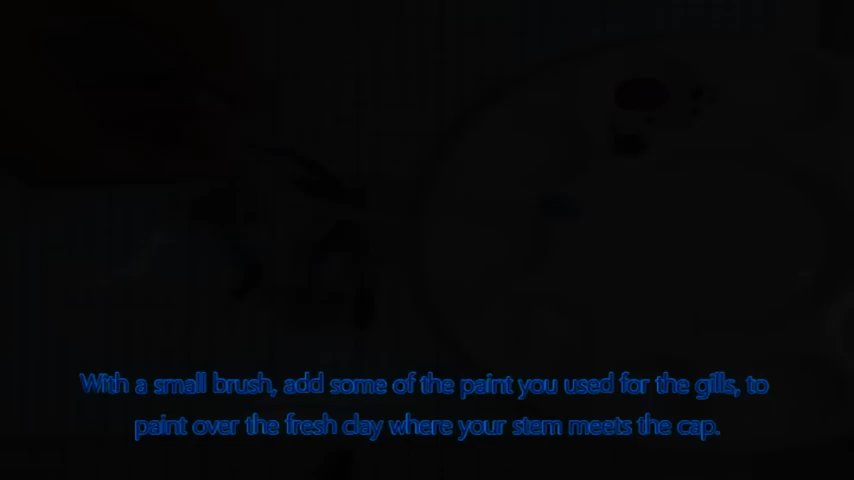 With a small brush, add some of the paint you used for the gills, to
paint over the fresh clay where your stem meets the cap.